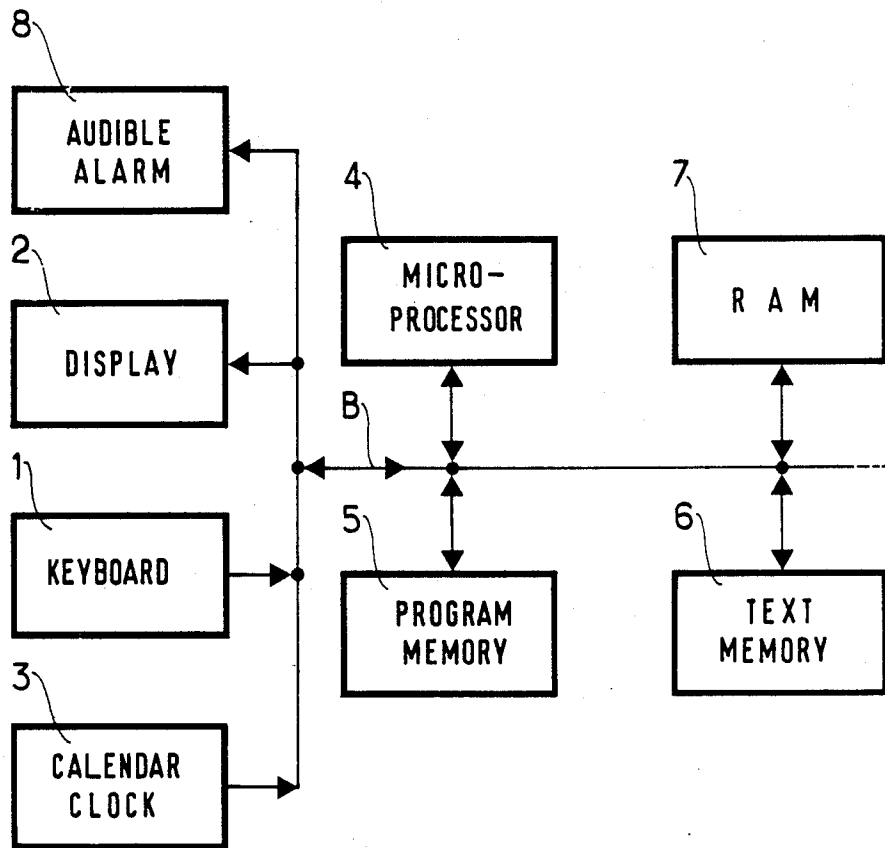 8
AUDIBLE
ALARM
2
DISPLAY
1
KEYBOARD
3
CALENDAR
CLOCK
4
MICRO-
PROCESSOR
B
5
PROGRAM
MEMORY
7
RAM
6
TEXT
MEMORY